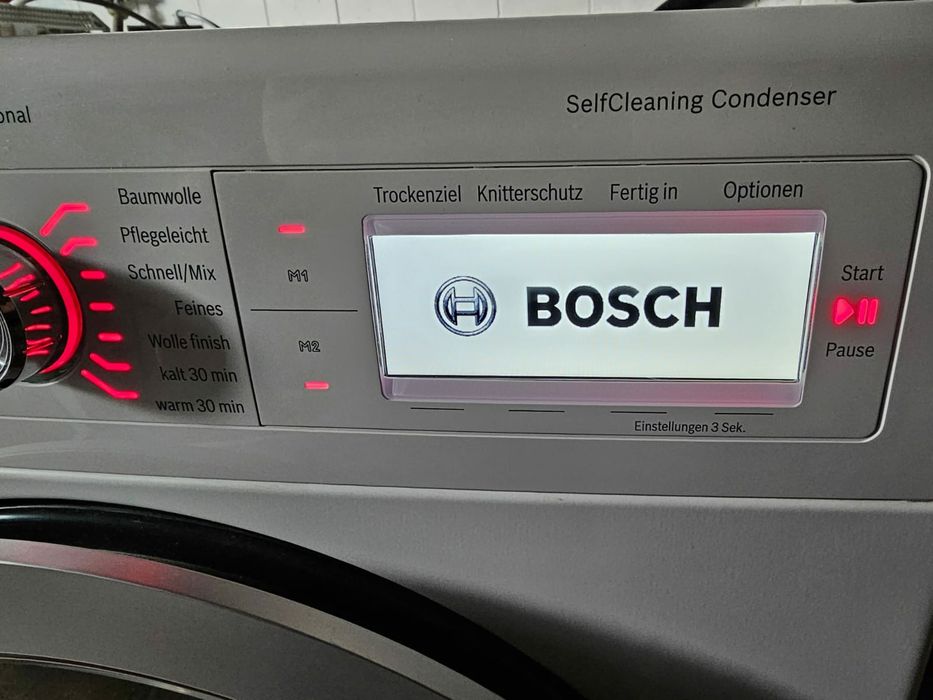 onal
SelfCleaning Condenser
Baumwolle
Pflegeleicht
Schnell/Mix
Feines
Wolle finish
kalt 30 min
warm 30 min
M1
M2
Trockenziel Knitterschutz Fertig in Optionen
BOSCH
Einstellungen 3 Sek.
Start
Pause